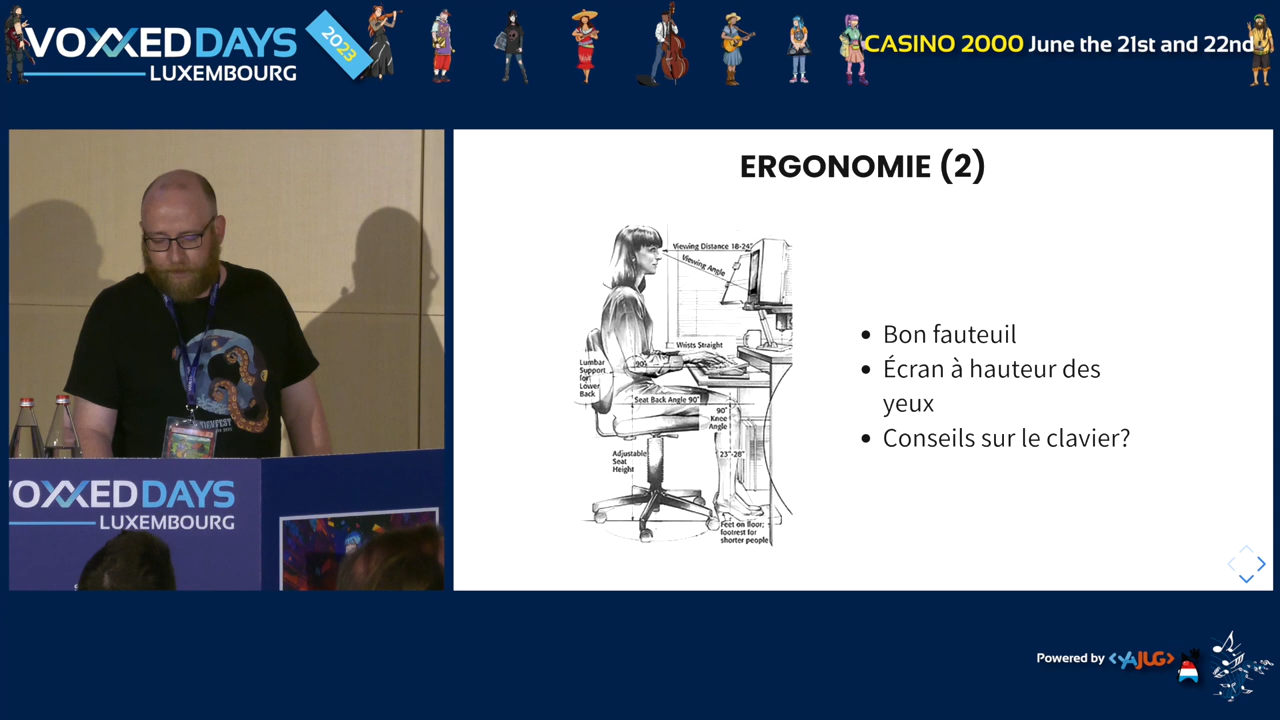 VOXXED DAYS
LUXEMBOURG
2023
CASINO 2000 June the 21st and 22nd
ERGONOMIE (2)
Viewing Distance 18-24"
Viewing Angle
Wrists Straight
90°
Lumbar
Support
for
Lower
Back
Seat Back Angle 90°
90°
Knee
Angle
Adjustable
Seat
Height
23"-28"
Feet on floor;
footrest for
shorter people
Bon fauteuil
Écran à hauteur des
yeux
Conseils sur le clavier?
VOXXED DAYS
LUXEMBOURG
Powered by <YAJUG>